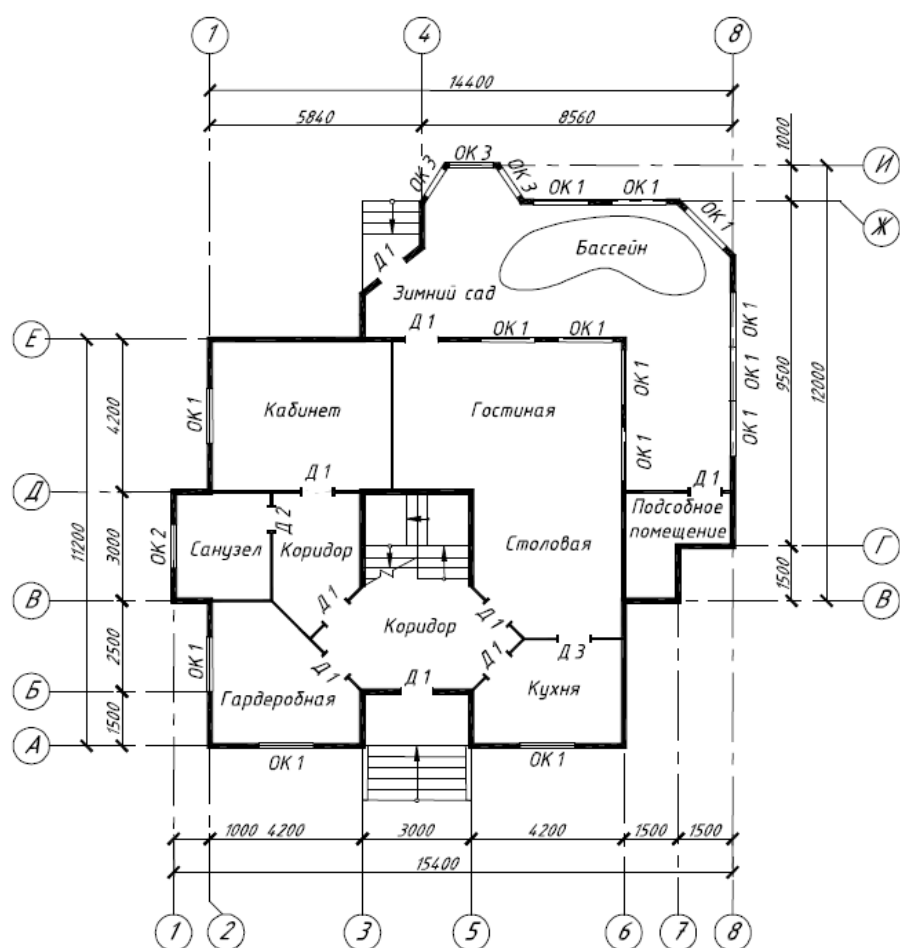 1 4 8
14400
5840 8560
1000
ОК 3 ОК 3 ОК 3
И
ОК 1 ОК 1 ОК 1
Ж
Бассейн
Д 1
Зимний сад
ОК 1
Е
Д 1 ОК 1 ОК 1
ОК 1
9500
12000
ОК 1
4200
ОК 1
Кабинет Гостиная
ОК 1
ОК 1
Д
Д 1 Д 1
Подсобное
помещение
11200
3000
ОК 2
Санузел
Д 2
Коридор Столовая
Г
1500
В
Д 1 Коридор Д 1
В
2500
ОК 1
Д 1 Д 1 Д 3
Б
Гардеробная Д 1 Кухня
1500
А
ОК 1 ОК 1
1000 4200 3000 4200 1500 1500
15400
1 2 3 5 6 7 8